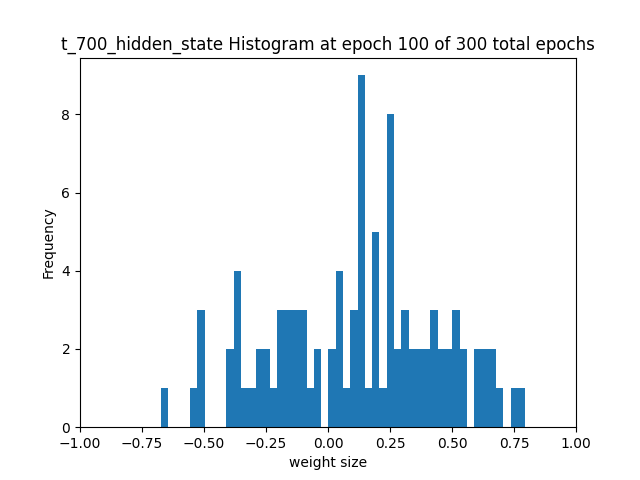 t_700_hidden_state Histogram at epoch 100 of 300 total epochs
Frequency
8
6
4
2
0
−1.00 −0.75 −0.50 −0.25 0.00 0.25 0.50 0.75 1.00
weight size